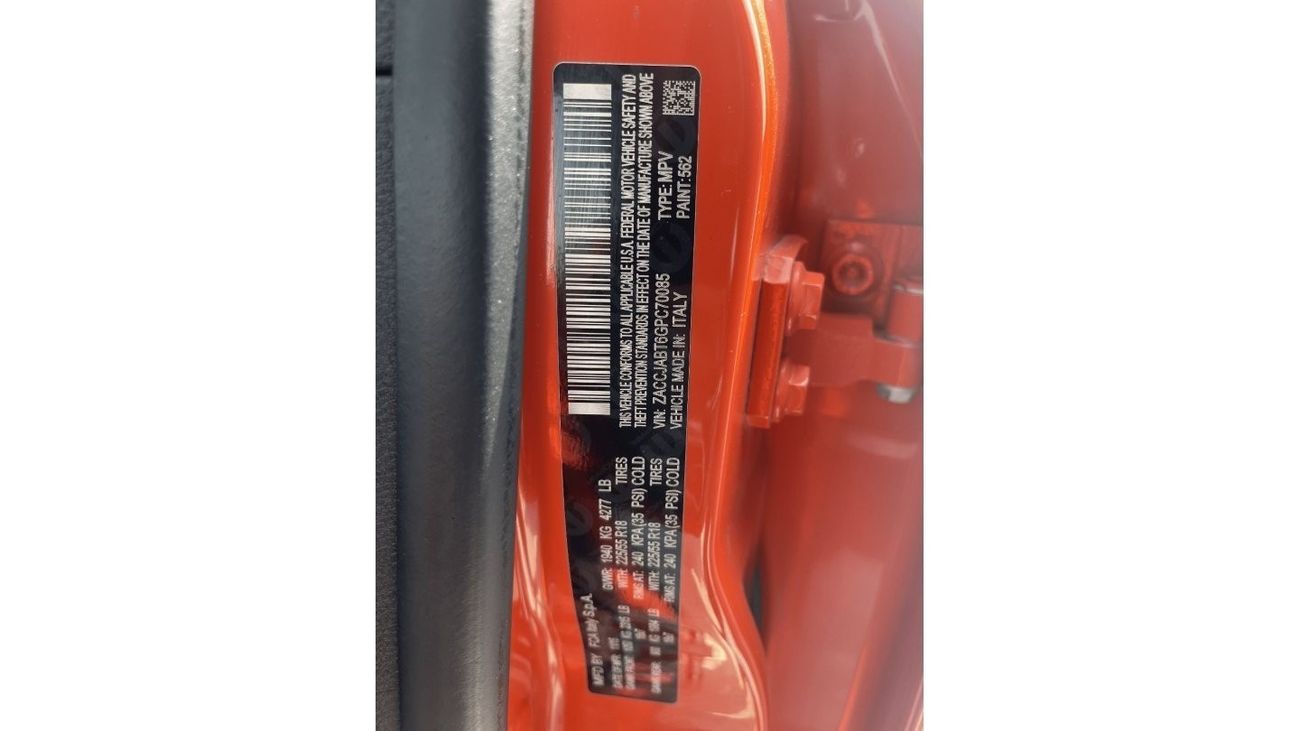 MFD BY FCA Italy S.p.A.
GVWR: 1940 KG 4277 LB
WITH: 225/55 R18 TIRES
RIMS AT: 240 KPA(35 PSI) COLD
WITH: 225/55 R18 TIRES
RIMS AT: 240 KPA(35 PSI) COLD
THIS VEHICLE CONFORMS TO ALL APPLICABLE U.S.A. FEDERAL MOTOR VEHICLE SAFETY AND
THEFT PREVENTION STANDARDS IN EFFECT ON THE DATE OF MANUFACTURE SHOWN ABOVE
VIN: ZACCJABT6GPC70085 TYPE: MPV
VEHICLE MADE IN: ITALY PAINT: 562